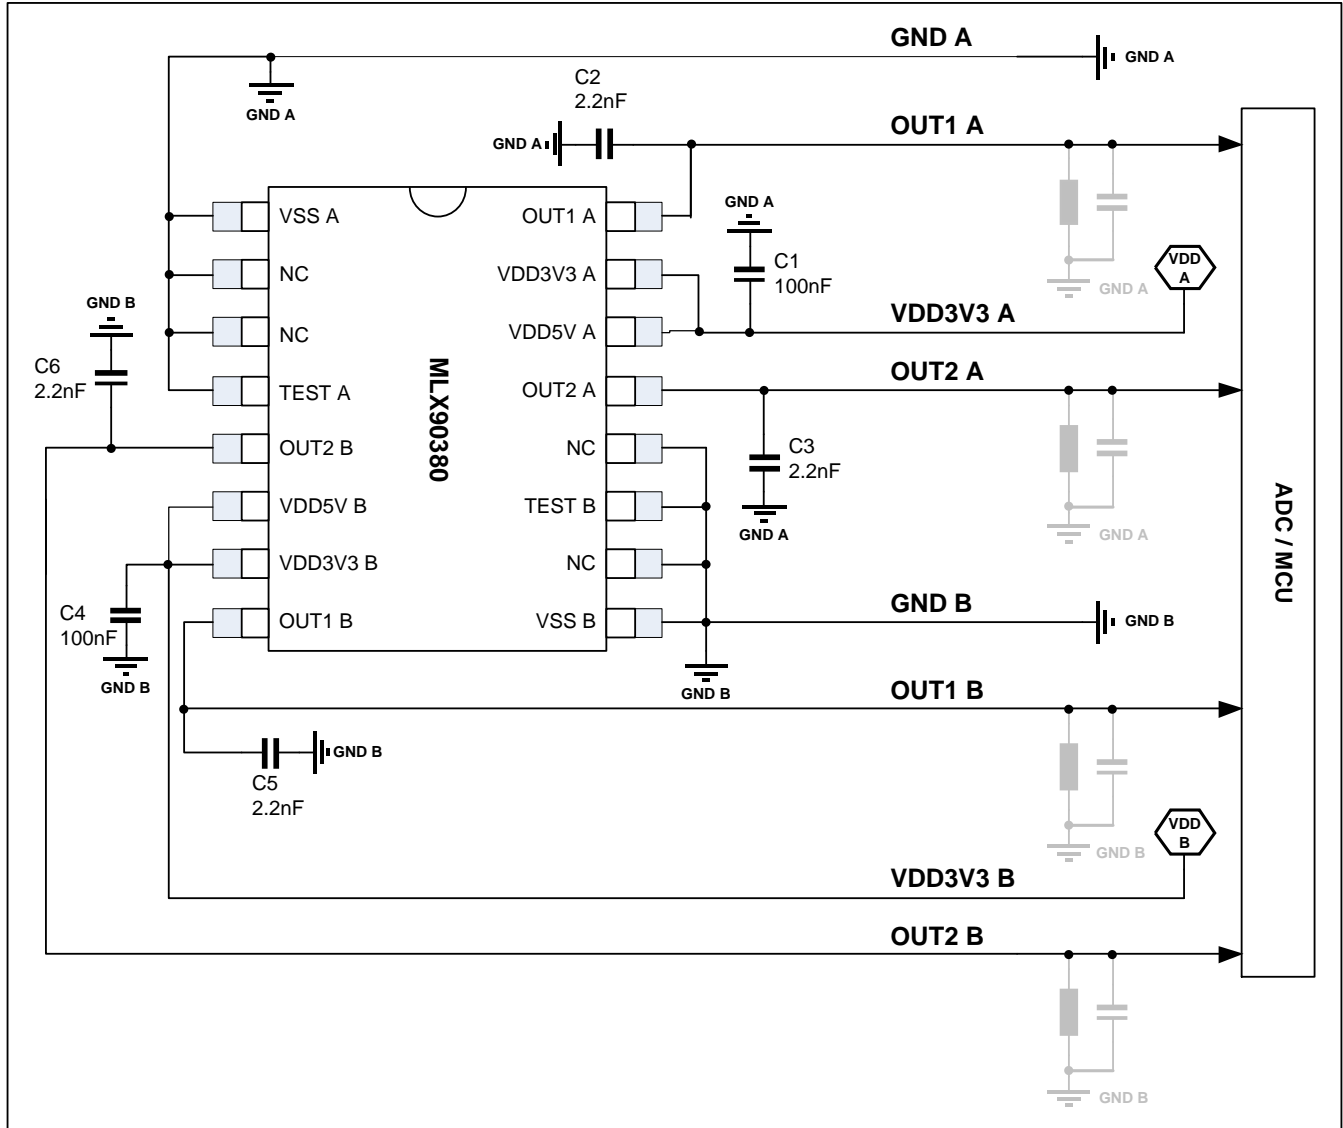 GND A
GND A
GND A
C2
2.2nF
GND A
OUT1 A
VSS A
NC
NC
TEST A
OUT2 B
VDD5V B
VDD3V3 B
OUT1 B
MLX90380
OUT1 A
VDD3V3 A
VDD5V A
OUT2 A
NC
TEST B
NC
VSS B
GND A
C1
100nF
VDD3V3 A
VDD
A
GND A
OUT2 A
C3
2.2nF
GND A
GND A
GND B
C6
2.2nF
C4
100nF
GND B
GND B
GND B
GND B
OUT1 B
C5
2.2nF
GND B
GND B
VDD
B
VDD3V3 B
OUT2 B
GND B
ADC / MCU